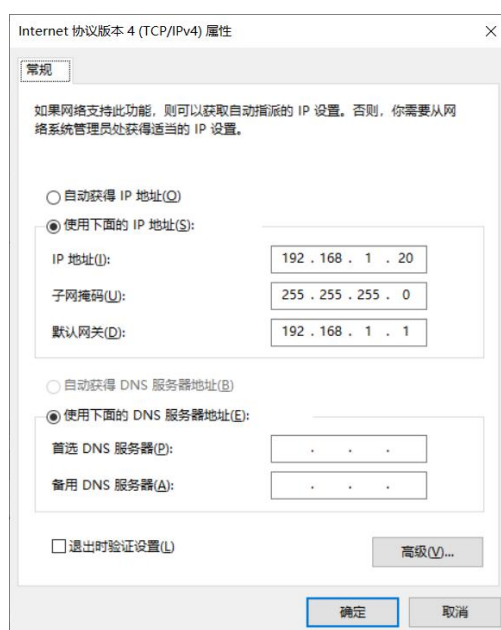 Internet 协议版本 4 (TCP/IPv4) 属性
常规
如果网络支持此功能，则可以获取自动指派的 IP 设置。否则，你需要从网
络系统管理员处获得适当的 IP 设置。
自动获得 IP 地址(O)
使用下面的 IP 地址(S):
IP 地址(I): 192 . 168 . 1 . 20
子网掩码(U): 255 . 255 . 255 . 0
默认网关(D): 192 . 168 . 1 . 1
自动获得 DNS 服务器地址(B)
使用下面的 DNS 服务器地址(E):
首选 DNS 服务器(P): . . .
备用 DNS 服务器(A): . . .
退出时验证设置(L)
高级(V)...
确定 取消